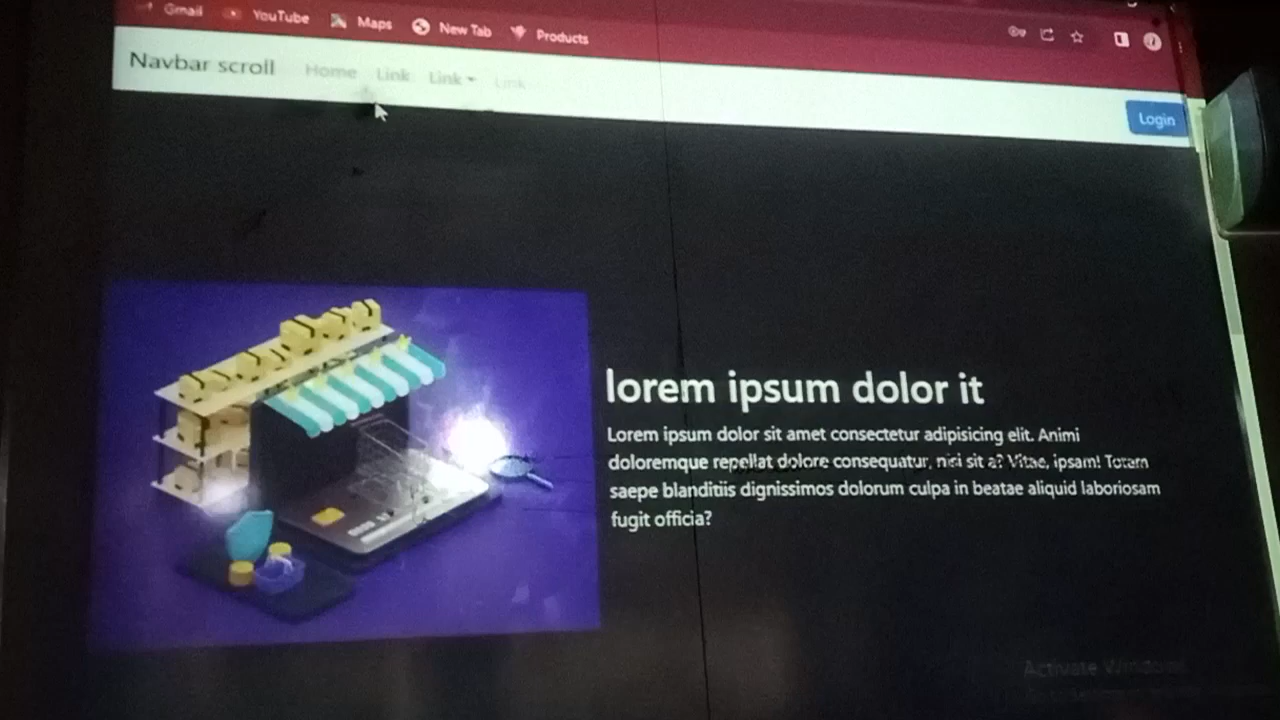 Gmail YouTube Maps New Tab Products
Navbar scroll Home Link Link Link
Login
lorem ipsum dolor it
Lorem ipsum dolor sit amet consectetur adipisicing elit. Animi
doloremque repellat dolore consequatur, nisi sit a? Vitae, ipsam! Totam
saepe blanditiis dignissimos dolorum culpa in beatae aliquid laboriosam
fugit officia?
Activate Windows